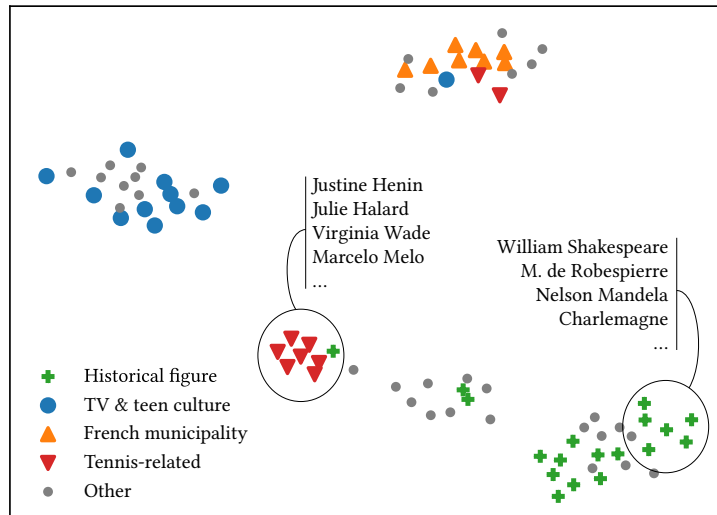 Justine Henin
Julie Halard
Virginia Wade
Marcelo Melo
...
William Shakespeare
M. de Robespierre
Nelson Mandela
Charlemagne
...
Historical figure
TV & teen culture
French municipality
Tennis-related
Other